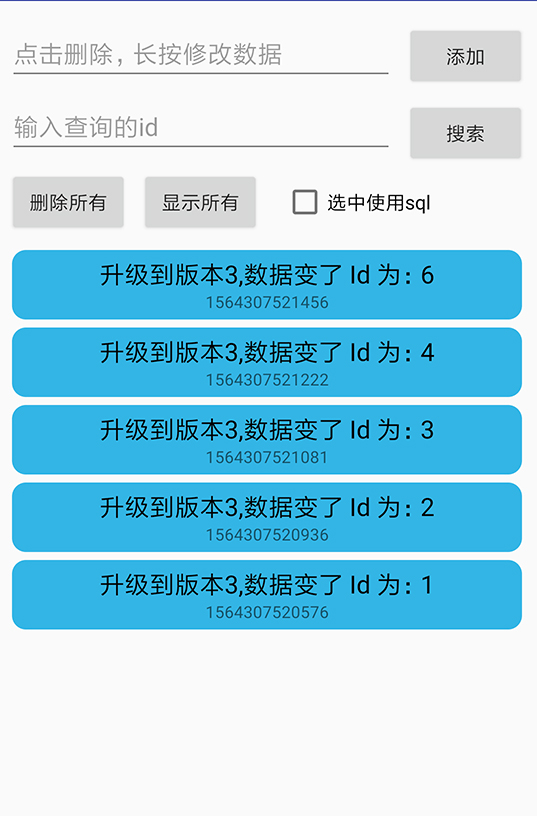 点击删除，长按修改数据
添加
输入查询的id
搜索
删除所有 显示所有 选中使用sql
升级到版本3,数据变了 Id 为：6
1564307521456
升级到版本3,数据变了 Id 为：4
1564307521222
升级到版本3,数据变了 Id 为：3
1564307521081
升级到版本3,数据变了 Id 为：2
1564307520936
升级到版本3,数据变了 Id 为：1
1564307520576